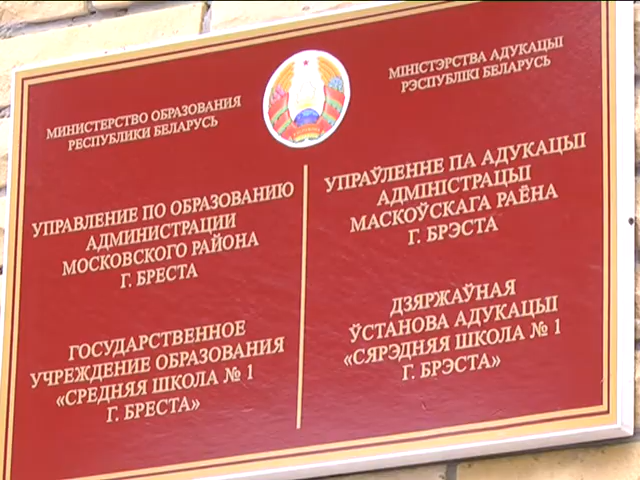 МИНИСТЕРСТВО ОБРАЗОВАНИЯ
РЕСПУБЛИКИ БЕЛАРУСЬ
УПРАВЛЕНИЕ ПО ОБРАЗОВАНИЮ
АДМИНИСТРАЦИИ
МОСКОВСКОГО РАЙОНА
Г. БРЕСТА
ГОСУДАРСТВЕННОЕ
УЧРЕЖДЕНИЕ ОБРАЗОВАНИЯ
«СРЕДНЯЯ ШКОЛА № 1
Г. БРЕСТА»
МІНІСТЭРСТВА АДУКАЦЫІ
РЭСПУБЛІКІ БЕЛАРУСЬ
УПРАЎЛЕННЕ ПА АДУКАЦЫІ
АДМІНІСТРАЦЫІ
МАСКОЎСКАГА РАЁНА
Г. БРЭСТА
ДЗЯРЖАЎНАЯ
ЎСТАНОВА АДУКАЦЫІ
«СЯРЭДНЯЯ ШКОЛА № 1
Г. БРЭСТА»